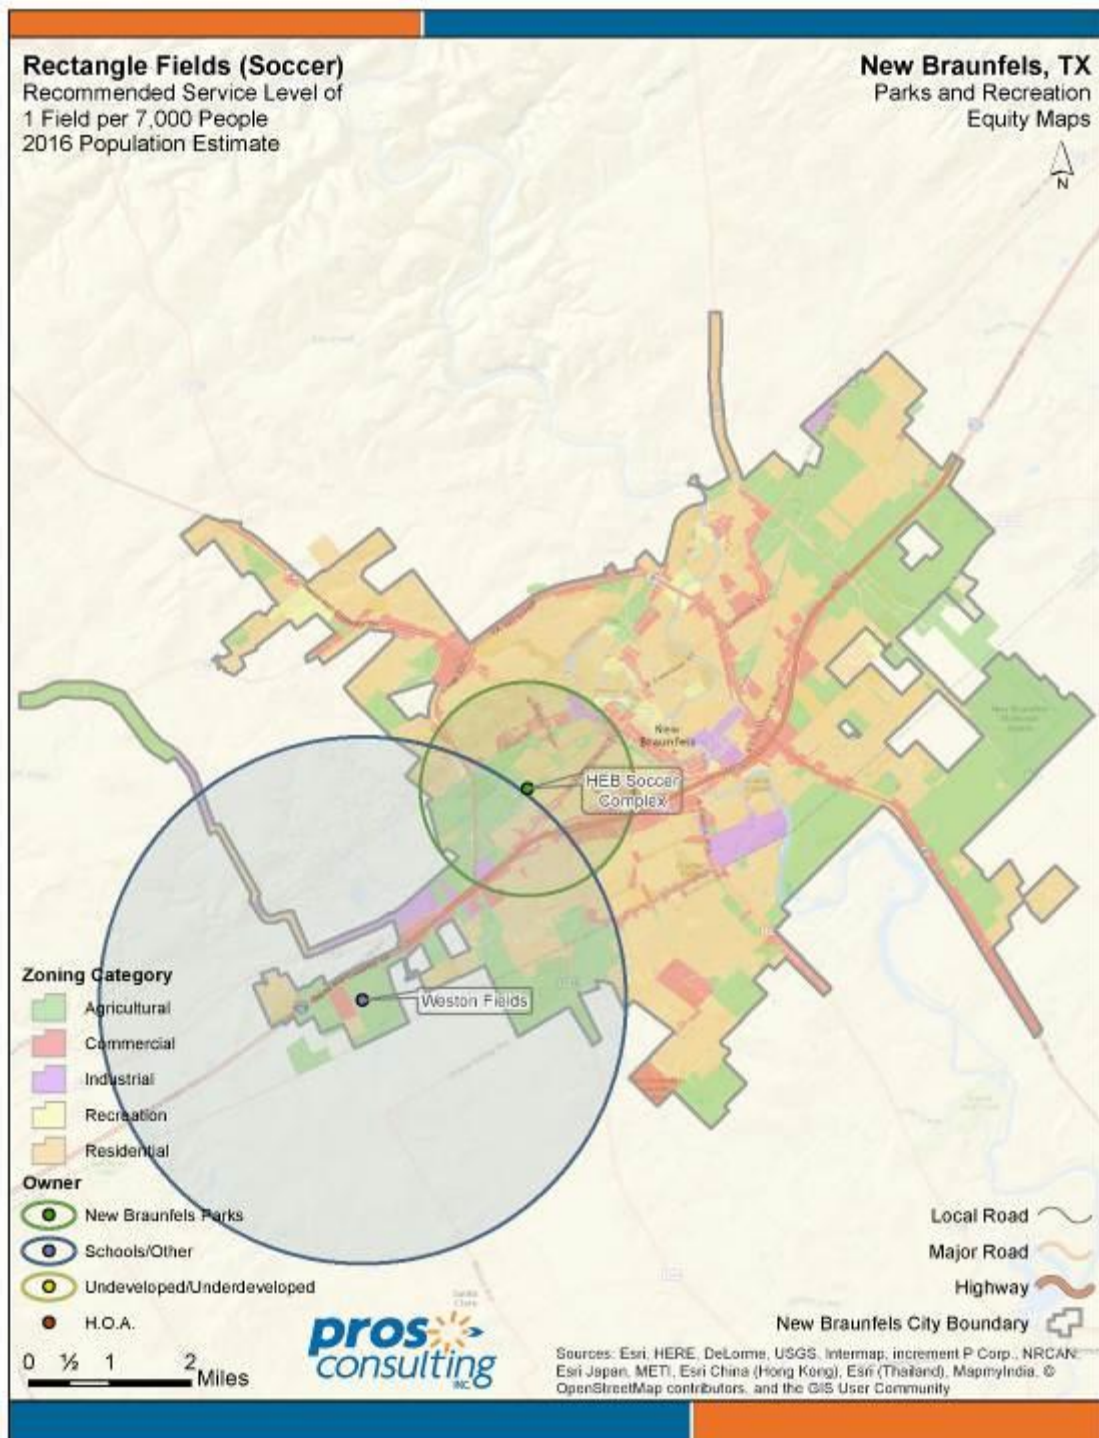 Rectangle Fields (Soccer)
Recommended Service Level of
1 Field per 7,000 People
2016 Population Estimate
New Braunfels, TX
Parks and Recreation
Equity Maps
N
New
Braunfels
HEB Soccer
Complex
Weston Fields
Zoning Category
Agricultural
Commercial
Industrial
Recreation
Residential
Owner
New Braunfels Parks
Schools/Other
Undeveloped/Underdeveloped
H.O.A.
0 ½ 1 2 Miles
pros
consulting
INC.
Local Road
Major Road
Highway
New Braunfels City Boundary
Sources: Esri, HERE, DeLorme, USGS, Intermap, increment P Corp., NRCAN,
Esri Japan, METI, Esri China (Hong Kong), Esri (Thailand), MapmyIndia, ©
OpenStreetMap contributors, and the GIS User Community